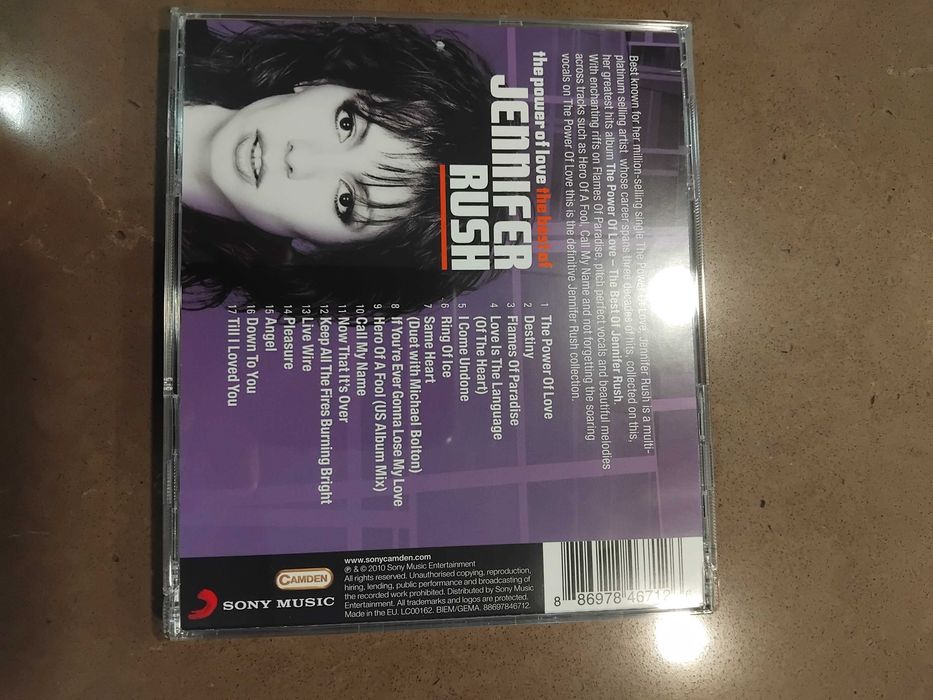 Best known for her million-selling single The Power Of Love, Jennifer Rush is a multi-
platinum selling artist whose career spans three decades of hits, collected on this,
her greatest hits album The Power Of Love – The Best Of Jennifer Rush.
With enchanting riffs on Flames Of Paradise, pitch perfect vocals and beautiful melodies
across tracks such as Hero Of A Fool, Call My Name and not forgetting the soaring
vocals on The Power Of Love this is the definitive Jennifer Rush collection.
the power of love the best of
JENNIFER
RUSH
1 The Power Of Love
2 Destiny
3 Flames Of Paradise
4 Love Is The Language
(Of The Heart)
5 I Come Undone
6 Ring Of Ice
7 Same Heart
(Duet with Michael Bolton)
8 If You're Ever Gonna Lose My Love
9 Hero Of A Fool (US Album Mix)
10 Call My Name
11 Now That It's Over
12 Keep All The Fires Burning Bright
13 Live Wire
14 Pleasure
15 Angel
16 Down To You
17 Till I Loved You
www.sonycamden.com
℗ & © 2010 Sony Music Entertainment
All rights reserved. Unauthorised copying, reproduction,
hiring, lending, public performance and broadcasting of
the recorded work prohibited. Distributed by Sony Music
Entertainment. All trademarks and logos are protected.
Made in the EU. LC00162. BIEM/GEMA. 88697846712.
CAMDEN
SONY MUSIC
8 86978 46712